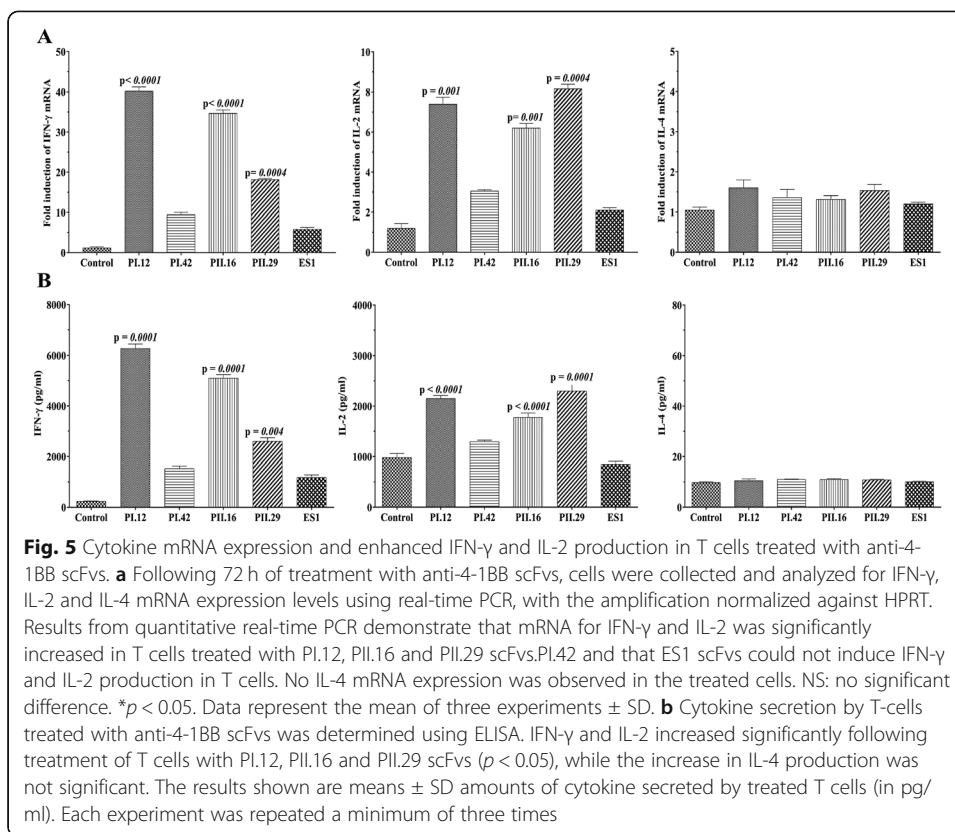 A
Fold induction of IFN-γ mRNA
50
40
30
20
10
0
p< 0.0001
p< 0.0001
p= 0.0004
Control PI.12 PI.42 PII.16 PII.29 ES1
Fold induction of IL-2 mRNA
10
8
6
4
2
0
p = 0.001
p= 0.001
p = 0.0004
Control PI.12 PI.42 PII.16 PII.29 ES1
Fold induction of IL-4 mRNA
5
4
3
2
1
0
Control PI.12 PI.42 PII.16 PII.29 ES1
B
IFN-γ (pg/ml)
8000
6000
4000
2000
0
p = 0.0001
p = 0.0001
p = 0.004
Control PI.12 PI.42 PII.16 PII.29 ES1
IL-2 (pg/ml)
4000
3000
2000
1000
0
p < 0.0001
p < 0.0001
p = 0.0001
Control PI.12 PI.42 PII.16 PII.29 ES1
IL-4 (pg/ml)
80
60
40
20
0
Control PI.12 PI.42 PII.16 PII.29 ES1
Fig. 5 Cytokine mRNA expression and enhanced IFN-γ and IL-2 production in T cells treated with anti-4-
1BB scFvs. a Following 72 h of treatment with anti-4-1BB scFvs, cells were collected and analyzed for IFN-γ,
IL-2 and IL-4 mRNA expression levels using real-time PCR, with the amplification normalized against HPRT.
Results from quantitative real-time PCR demonstrate that mRNA for IFN-γ and IL-2 was significantly
increased in T cells treated with PI.12, PII.16 and PII.29 scFvs.PI.42 and that ES1 scFvs could not induce IFN-γ
and IL-2 production in T cells. No IL-4 mRNA expression was observed in the treated cells. NS: no significant
difference. *p < 0.05. Data represent the mean of three experiments ± SD. b Cytokine secretion by T-cells
treated with anti-4-1BB scFvs was determined using ELISA. IFN-γ and IL-2 increased significantly following
treatment of T cells with PI.12, PII.16 and PII.29 scFvs (p < 0.05), while the increase in IL-4 production was
not significant. The results shown are means ± SD amounts of cytokine secreted by treated T cells (in pg/
ml). Each experiment was repeated a minimum of three times